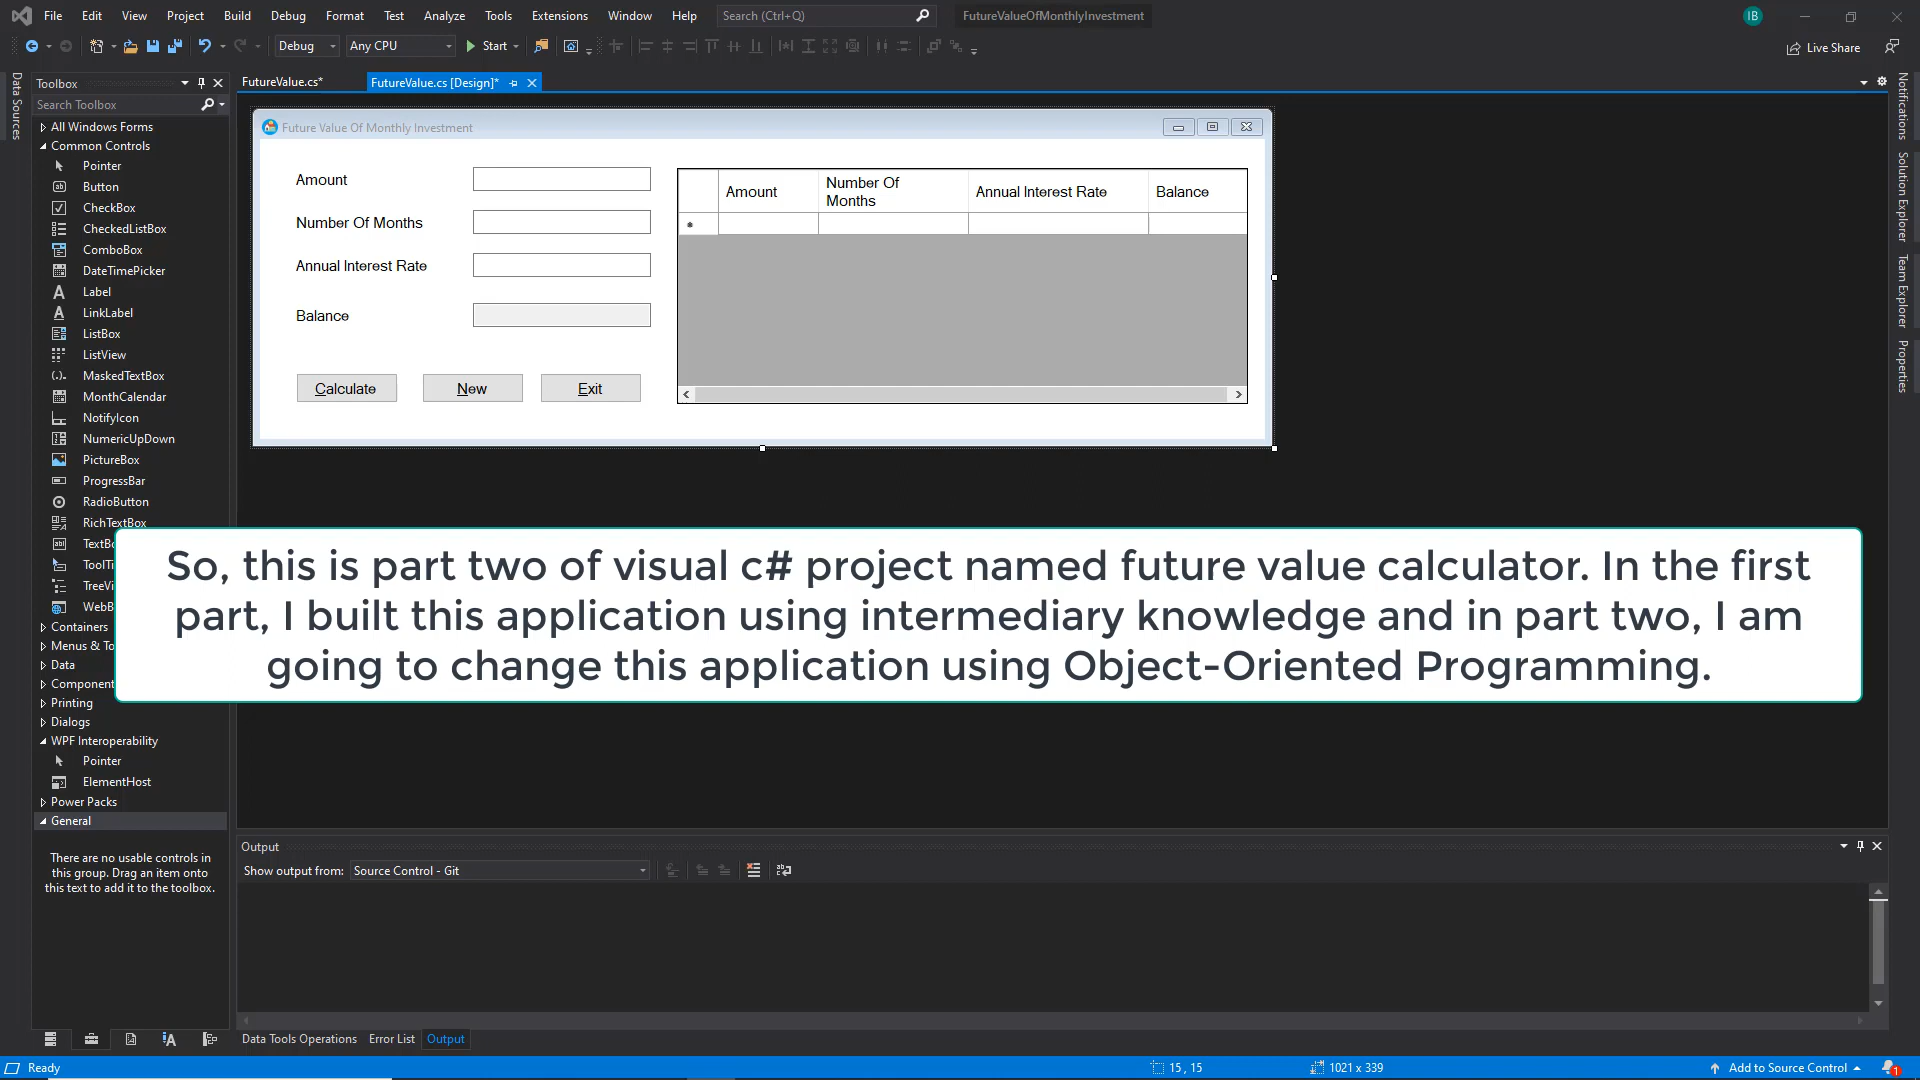 File Edit View Project Build Debug Format Test Analyze Tools Extensions Window Help Search (Ctrl+Q) FutureValueOfMonthlyInvestment IB
Debug Any CPU Start Live Share
Data Sources
Toolbox
Search Toolbox
All Windows Forms
Common Controls
Pointer
Button
CheckBox
CheckedListBox
ComboBox
DateTimePicker
Label
LinkLabel
ListBox
ListView
MaskedTextBox
MonthCalendar
NotifyIcon
NumericUpDown
PictureBox
ProgressBar
RadioButton
RichTextBox
TextB
ToolTi
TreeVi
WebB
Containers
Menus & To
Data
Component
Printing
Dialogs
WPF Interoperability
Pointer
ElementHost
Power Packs
General
There are no usable controls in
this group. Drag an item onto
this text to add it to the toolbox.
FutureValue.cs* FutureValue.cs [Design]*
Future Value Of Monthly Investment
Amount
Number Of Months
Annual Interest Rate
Balance
Calculate New Exit
Amount Number Of Months Annual Interest Rate Balance
So, this is part two of visual c# project named future value calculator. In the first
part, I built this application using intermediary knowledge and in part two, I am
going to change this application using Object-Oriented Programming.
Output
Show output from: Source Control - Git
Data Tools Operations Error List Output
Notifications
Solution Explorer
Team Explorer
Properties
Ready 15 , 15 1021 x 339 Add to Source Control 1